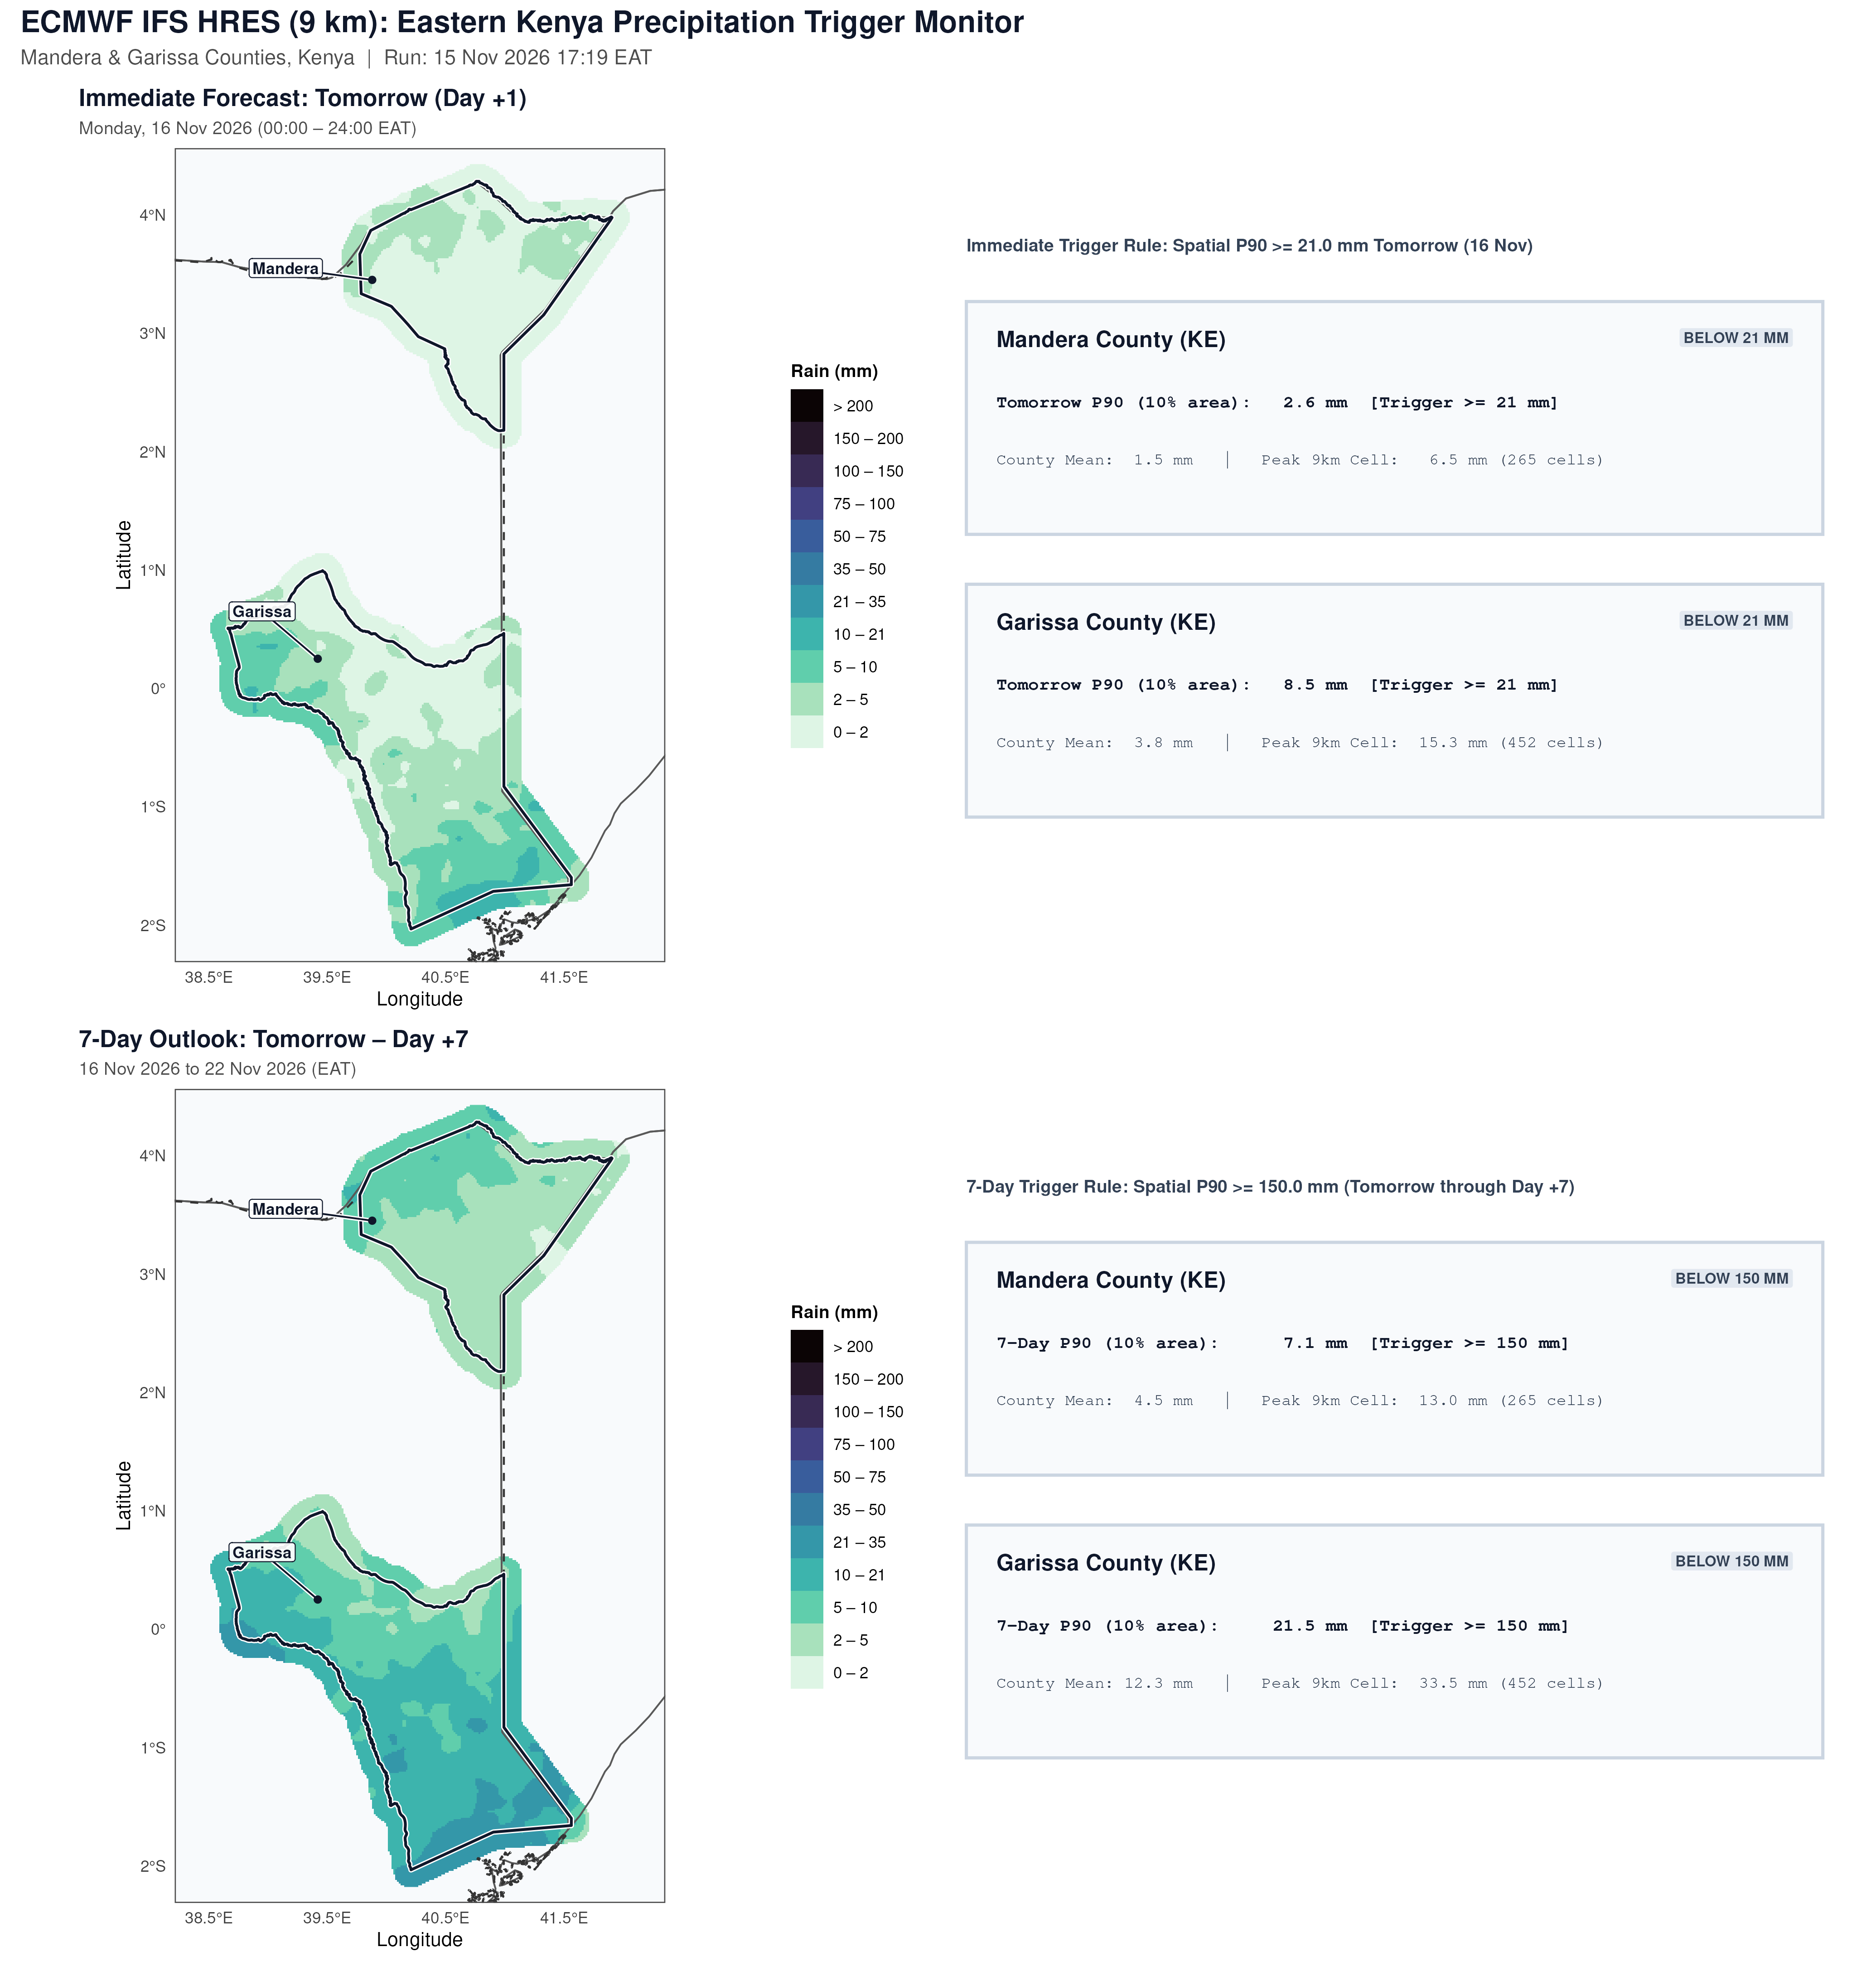 ECMWF IFS HRES (9 km): Eastern Kenya Precipitation Trigger Monitor
Mandera & Garissa Counties, Kenya | Run: 15 Nov 2026 17:19 EAT
Immediate Forecast: Tomorrow (Day +1)
Monday, 16 Nov 2026 (00:00 – 24:00 EAT)
4°N
3°N
2°N
1°N
0°
1°S
2°S
Latitude
Mandera
Garissa
38.5°E
39.5°E
40.5°E
41.5°E
Longitude
Rain (mm)
> 200
150 – 200
100 – 150
75 – 100
50 – 75
35 – 50
21 – 35
10 – 21
5 – 10
2 – 5
0 – 2
Immediate Trigger Rule: Spatial P90 >= 21.0 mm Tomorrow (16 Nov)
Mandera County (KE)
BELOW 21 MM
Tomorrow P90 (10% area): 2.6 mm [Trigger >= 21 mm]
County Mean: 1.5 mm | Peak 9km Cell: 6.5 mm (265 cells)
Garissa County (KE)
BELOW 21 MM
Tomorrow P90 (10% area): 8.5 mm [Trigger >= 21 mm]
County Mean: 3.8 mm | Peak 9km Cell: 15.3 mm (452 cells)
7-Day Outlook: Tomorrow – Day +7
16 Nov 2026 to 22 Nov 2026 (EAT)
4°N
3°N
2°N
1°N
0°
1°S
2°S
Latitude
Mandera
Garissa
38.5°E
39.5°E
40.5°E
41.5°E
Longitude
Rain (mm)
> 200
150 – 200
100 – 150
75 – 100
50 – 75
35 – 50
21 – 35
10 – 21
5 – 10
2 – 5
0 – 2
7-Day Trigger Rule: Spatial P90 >= 150.0 mm (Tomorrow through Day +7)
Mandera County (KE)
BELOW 150 MM
7-Day P90 (10% area): 7.1 mm [Trigger >= 150 mm]
County Mean: 4.5 mm | Peak 9km Cell: 13.0 mm (265 cells)
Garissa County (KE)
BELOW 150 MM
7-Day P90 (10% area): 21.5 mm [Trigger >= 150 mm]
County Mean: 12.3 mm | Peak 9km Cell: 33.5 mm (452 cells)